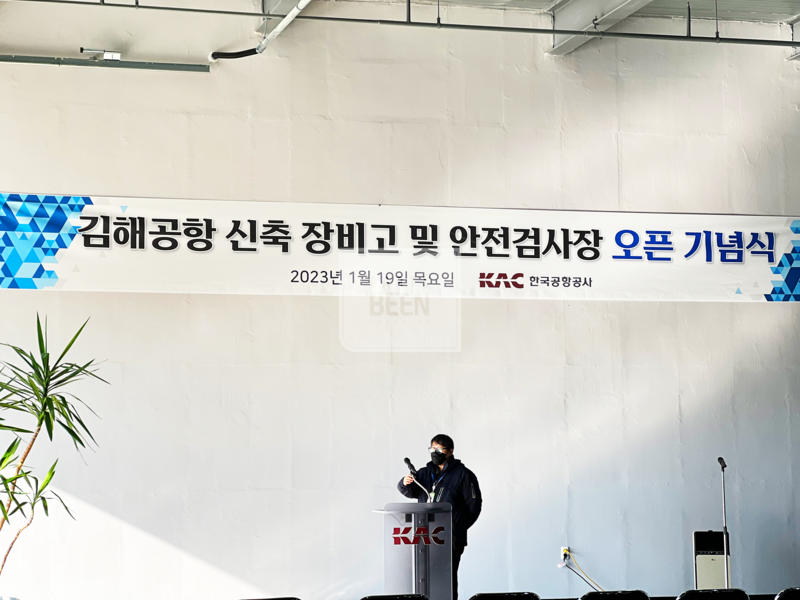 김해공항 신축 장비고 및 안전검사장 오픈 기념식
2023년 1월 19일 목요일 KAC 한국공항공사
BEEN
KAC